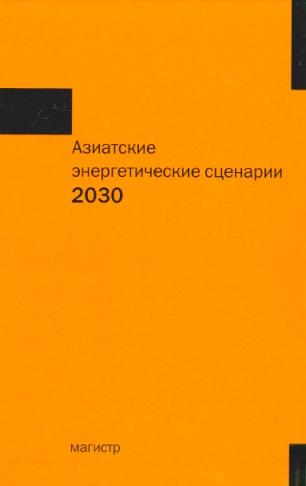 Азиатские
энергетические сценарии
2030
магистр